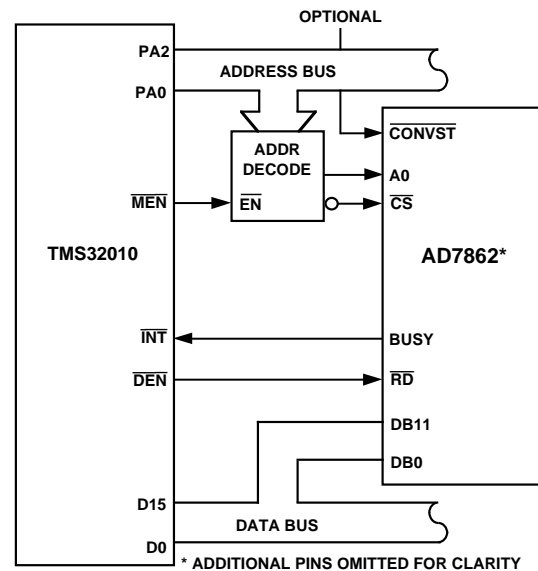 OPTIONAL
PA2
ADDRESS BUS
PA0
CONVST
ADDR
DECODE
A0
MEN
EN
CS
TMS32010
AD7862*
INT
BUSY
DEN
RD
DB11
DB0
D15
DATA BUS
D0
* ADDITIONAL PINS OMITTED FOR CLARITY